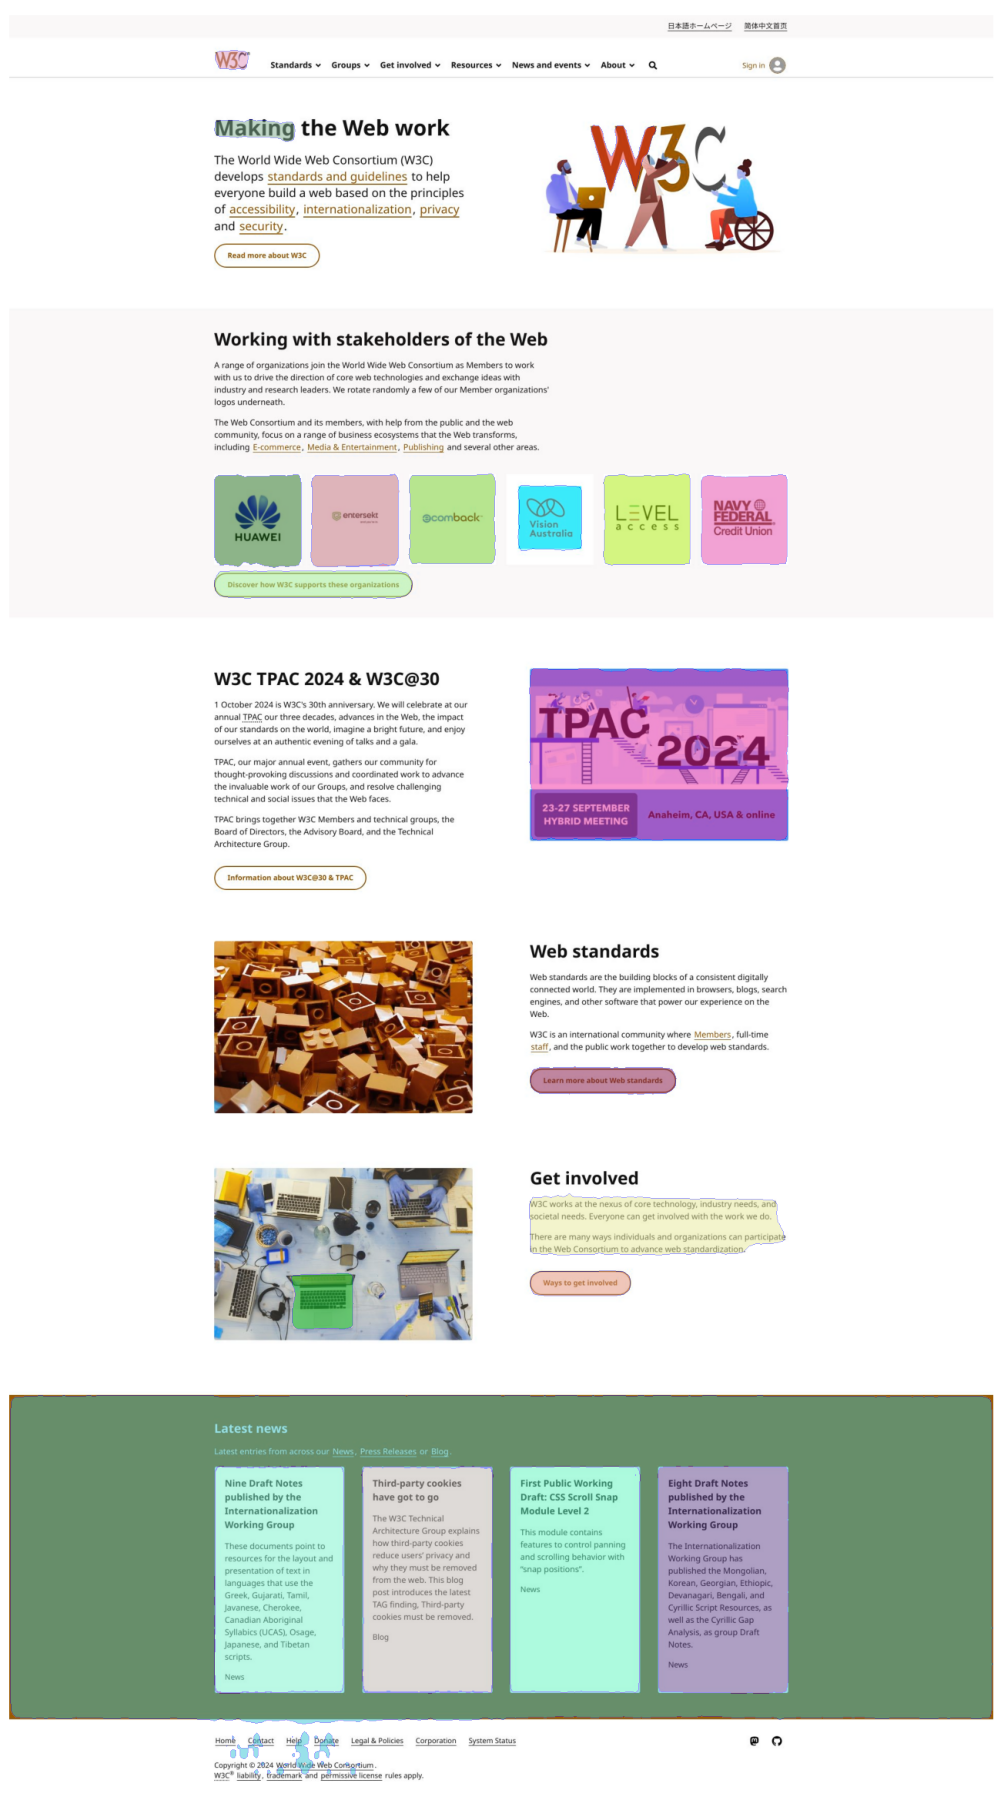 日本語ホームページ 简体中文首页
W3C Standards Groups Get involved Resources News and events About Sign in
Making the Web work
The World Wide Web Consortium (W3C)
develops standards and guidelines to help
everyone build a web based on the principles
of accessibility, internationalization, privacy
and security.
Read more about W3C
W3C
Working with stakeholders of the Web
A range of organizations join the World Wide Web Consortium as Members to work
with us to drive the direction of core web technologies and exchange ideas with
industry and research leaders. We rotate randomly a few of our Member organizations'
logos underneath.
The Web Consortium and its members, with help from the public and the web
community, focus on a range of business ecosystems that the Web transforms,
including E-commerce, Media & Entertainment, Publishing and several other areas.
HUAWEI
entersekt
comback
Vision
Australia
LEVEL
access
NAVY
FEDERAL
Credit Union
Discover how W3C supports these organizations
W3C TPAC 2024 & W3C@30
1 October 2024 is W3C's 30th anniversary. We will celebrate at our
annual TPAC our three decades, advances in the Web, the impact
of our standards on the world, imagine a bright future, and enjoy
ourselves at an authentic evening of talks and a gala.
TPAC, our major annual event, gathers our community for
thought-provoking discussions and coordinated work to advance
the invaluable work of our Groups, and resolve challenging
technical and social issues that the Web faces.
TPAC brings together W3C Members and technical groups, the
Board of Directors, the Advisory Board, and the Technical
Architecture Group.
Information about W3C@30 & TPAC
TPAC
2024
23-27 SEPTEMBER
HYBRID MEETING
Anaheim, CA, USA & online
Web standards
Web standards are the building blocks of a consistent digitally
connected world. They are implemented in browsers, blogs, search
engines, and other software that power our experience on the
Web.
W3C is an international community where Members, full-time
staff, and the public work together to develop web standards.
Learn more about Web standards
Get involved
W3C works at the nexus of core technology, industry needs, and
societal needs. Everyone can get involved with the work we do.
There are many ways individuals and organizations can participate
in the Web Consortium to advance web standardization.
Ways to get involved
Latest news
Latest entries from across our News, Press Releases or Blog.
Nine Draft Notes
published by the
Internationalization
Working Group
These documents point to
resources for the layout and
presentation of text in
languages that use the
Greek, Gujarati, Tamil,
Javanese, Cherokee,
Canadian Aboriginal
Syllabics (UCAS), Osage,
Japanese, and Tibetan
scripts.
News
Third-party cookies
have got to go
The W3C Technical
Architecture Group explains
how third-party cookies
reduce users' privacy and
why they must be removed
from the web. This blog
post introduces the latest
TAG finding, Third-party
cookies must be removed.
Blog
First Public Working
Draft: CSS Scroll Snap
Module Level 2
This module contains
features to control panning
and scrolling behavior with
"snap positions".
News
Eight Draft Notes
published by the
Internationalization
Working Group
The Internationalization
Working Group has
published the Mongolian,
Korean, Georgian, Ethiopic,
Devanagari, Bengali, and
Cyrillic Script Resources, as
well as the Cyrillic Gap
Analysis, as group Draft
Notes.
News
Home Contact Help Donate Legal & Policies Corporation System Status
Copyright © 2024 World Wide Web Consortium.
W3C® liability, trademark and permissive license rules apply.